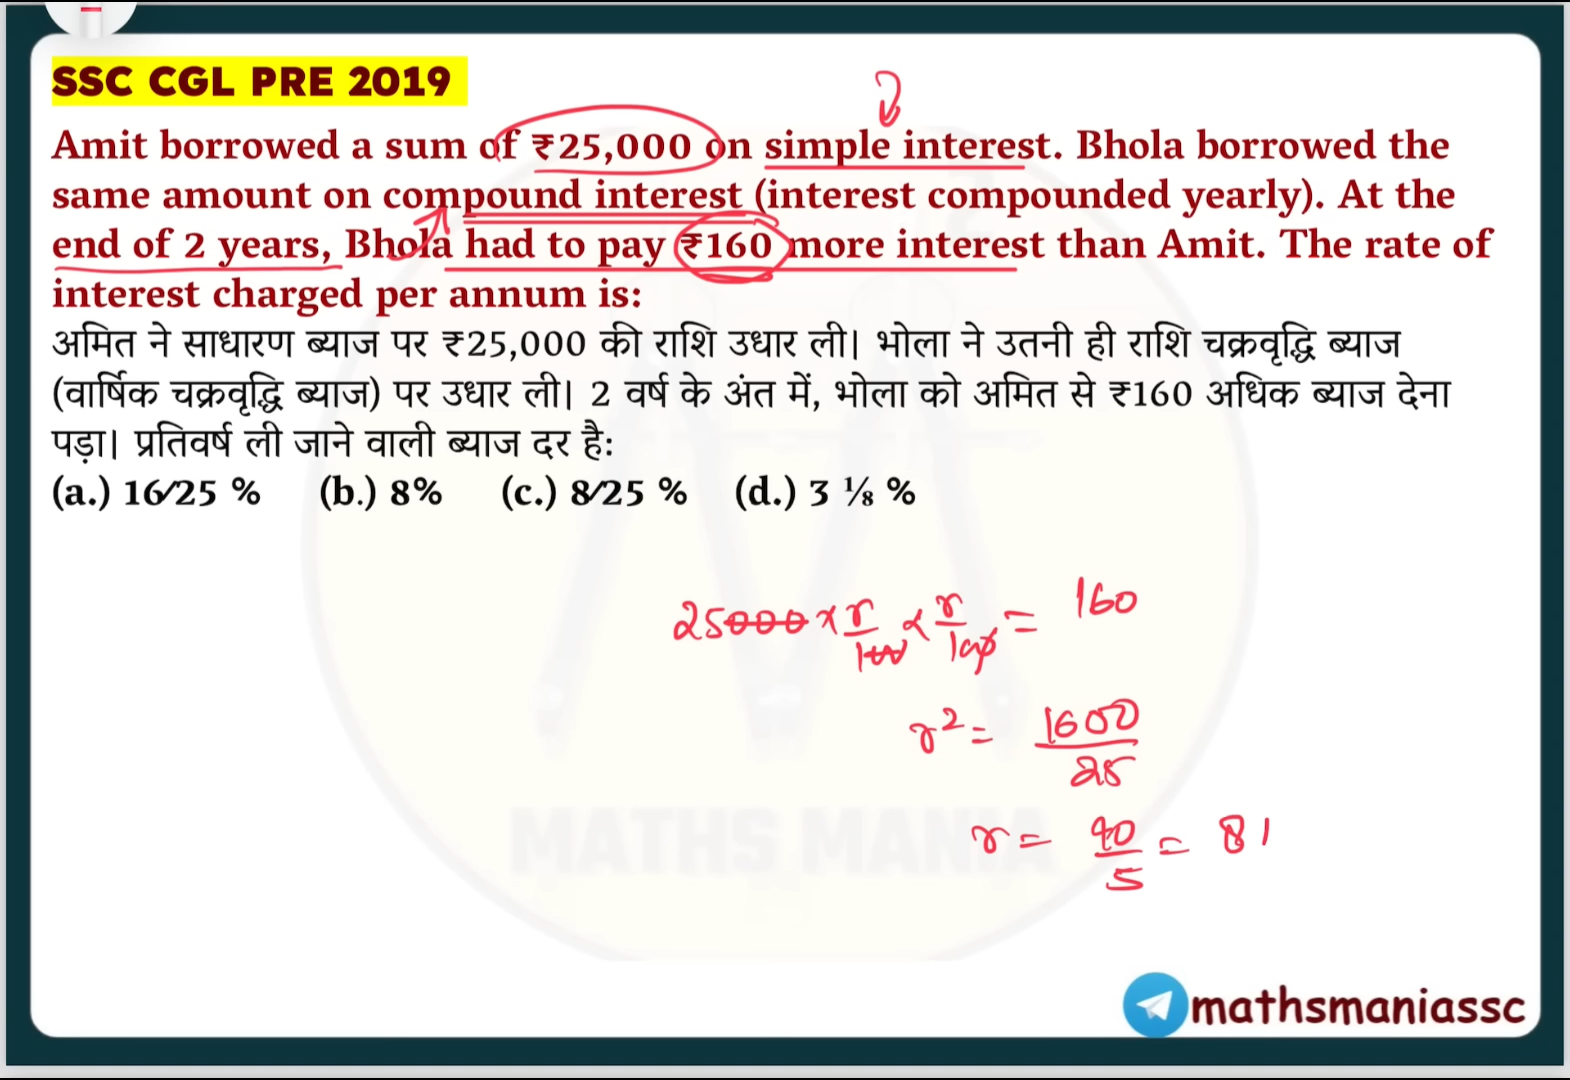 SSC CGL PRE 2019
Amit borrowed a sum of ₹25,000 on simple interest. Bhola borrowed the
same amount on compound interest (interest compounded yearly). At the
end of 2 years, Bhola had to pay ₹160 more interest than Amit. The rate of
interest charged per annum is:
अमित ने साधारण ब्याज पर ₹25,000 की राशि उधार ली| भोला ने उतनी ही राशि चक्रवृद्धि ब्याज
(वार्षिक चक्रवृद्धि ब्याज) पर उधार ली| 2 वर्ष के अंत में, भोला को अमित से ₹160 अधिक ब्याज देना
पड़ा| प्रतिवर्ष ली जाने वाली ब्याज दर है:
(a.) 16/25 % (b.) 8% (c.) 8/25 % (d.) 3 ⅛ %
25000 × r/100 × r/100 = 160
r² = 1600/25
r = 40/5 = 8
MATHS MANIA
mathsmaniassc